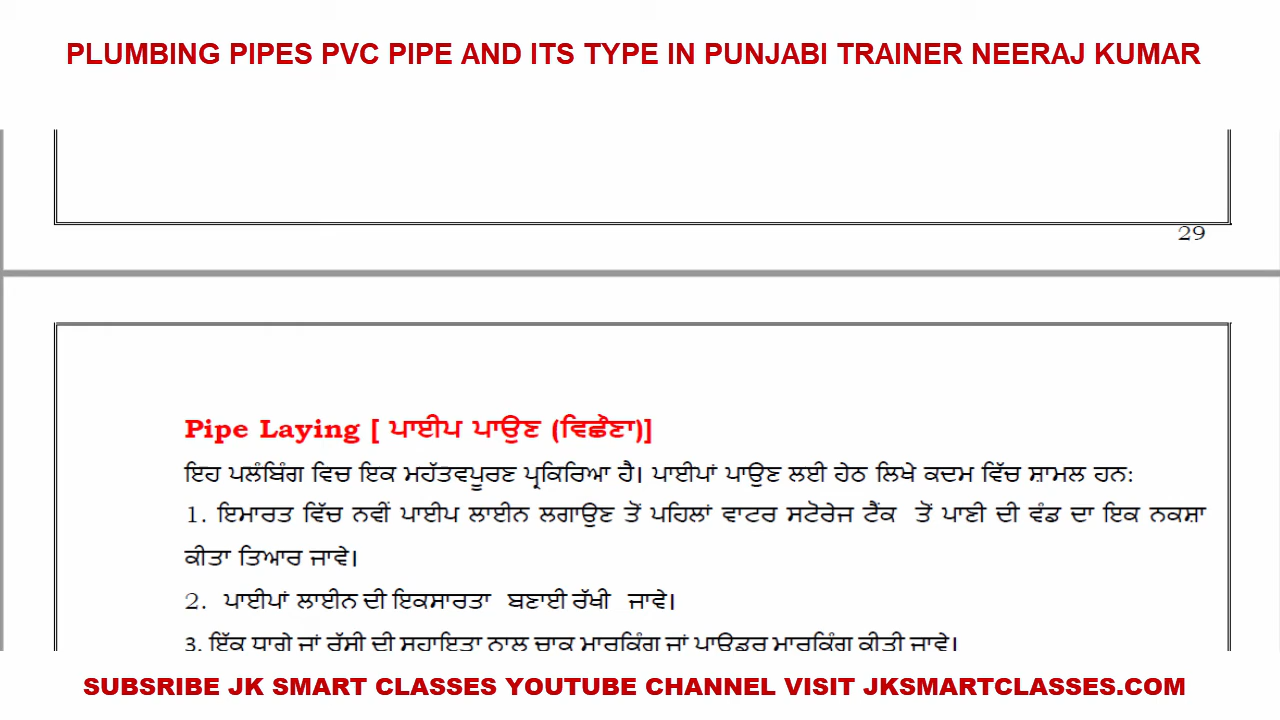 PLUMBING PIPES PVC PIPE AND ITS TYPE IN PUNJABI TRAINER NEERAJ KUMAR
29
Pipe Laying [ ਪਾਈਪ ਪਾਉਣ (ਵਿਛੌਣਾ)]
ਇਹ ਪਲੰਬਿੰਗ ਵਿਚ ਇਕ ਮਹੱਤਵਪੂਰਣ ਪ੍ਰਕਿਰਿਆ ਹੈ। ਪਾਈਪਾਂ ਪਾਉਣ ਲਈ ਹੇਠ ਲਿਖੇ ਕਦਮ ਵਿੱਚ ਸ਼ਾਮਲ ਹਨ:
1. ਇਮਾਰਤ ਵਿੱਚ ਨਵੀਂ ਪਾਈਪ ਲਾਈਨ ਲਗਾਉਣ ਤੋਂ ਪਹਿਲਾਂ ਵਾਟਰ ਸਟੋਰੇਜ ਟੈਂਕ ਤੋਂ ਪਾਣੀ ਦੀ ਵੰਡ ਦਾ ਇਕ ਨਕਸ਼ਾ
ਕੀਤਾ ਤਿਆਰ ਜਾਵੇ।
2. ਪਾਈਪਾਂ ਲਾਈਨ ਦੀ ਇਕਸਾਰਤਾ ਬਣਾਈ ਰੱਖੀ ਜਾਵੇ।
3. ਇੱਕ ਧਾਗੇ ਜਾਂ ਰੱਸੀ ਦੀ ਸਹਾਇਤਾ ਨਾਲ ਚਾਕ ਮਾਰਕਿੰਗ ਜਾਂ ਪਾਊਡਰ ਮਾਰਕਿੰਗ ਕੀਤੀ ਜਾਵੇ।
SUBSRIBE JK SMART CLASSES YOUTUBE CHANNEL VISIT JKSMARTCLASSES.COM